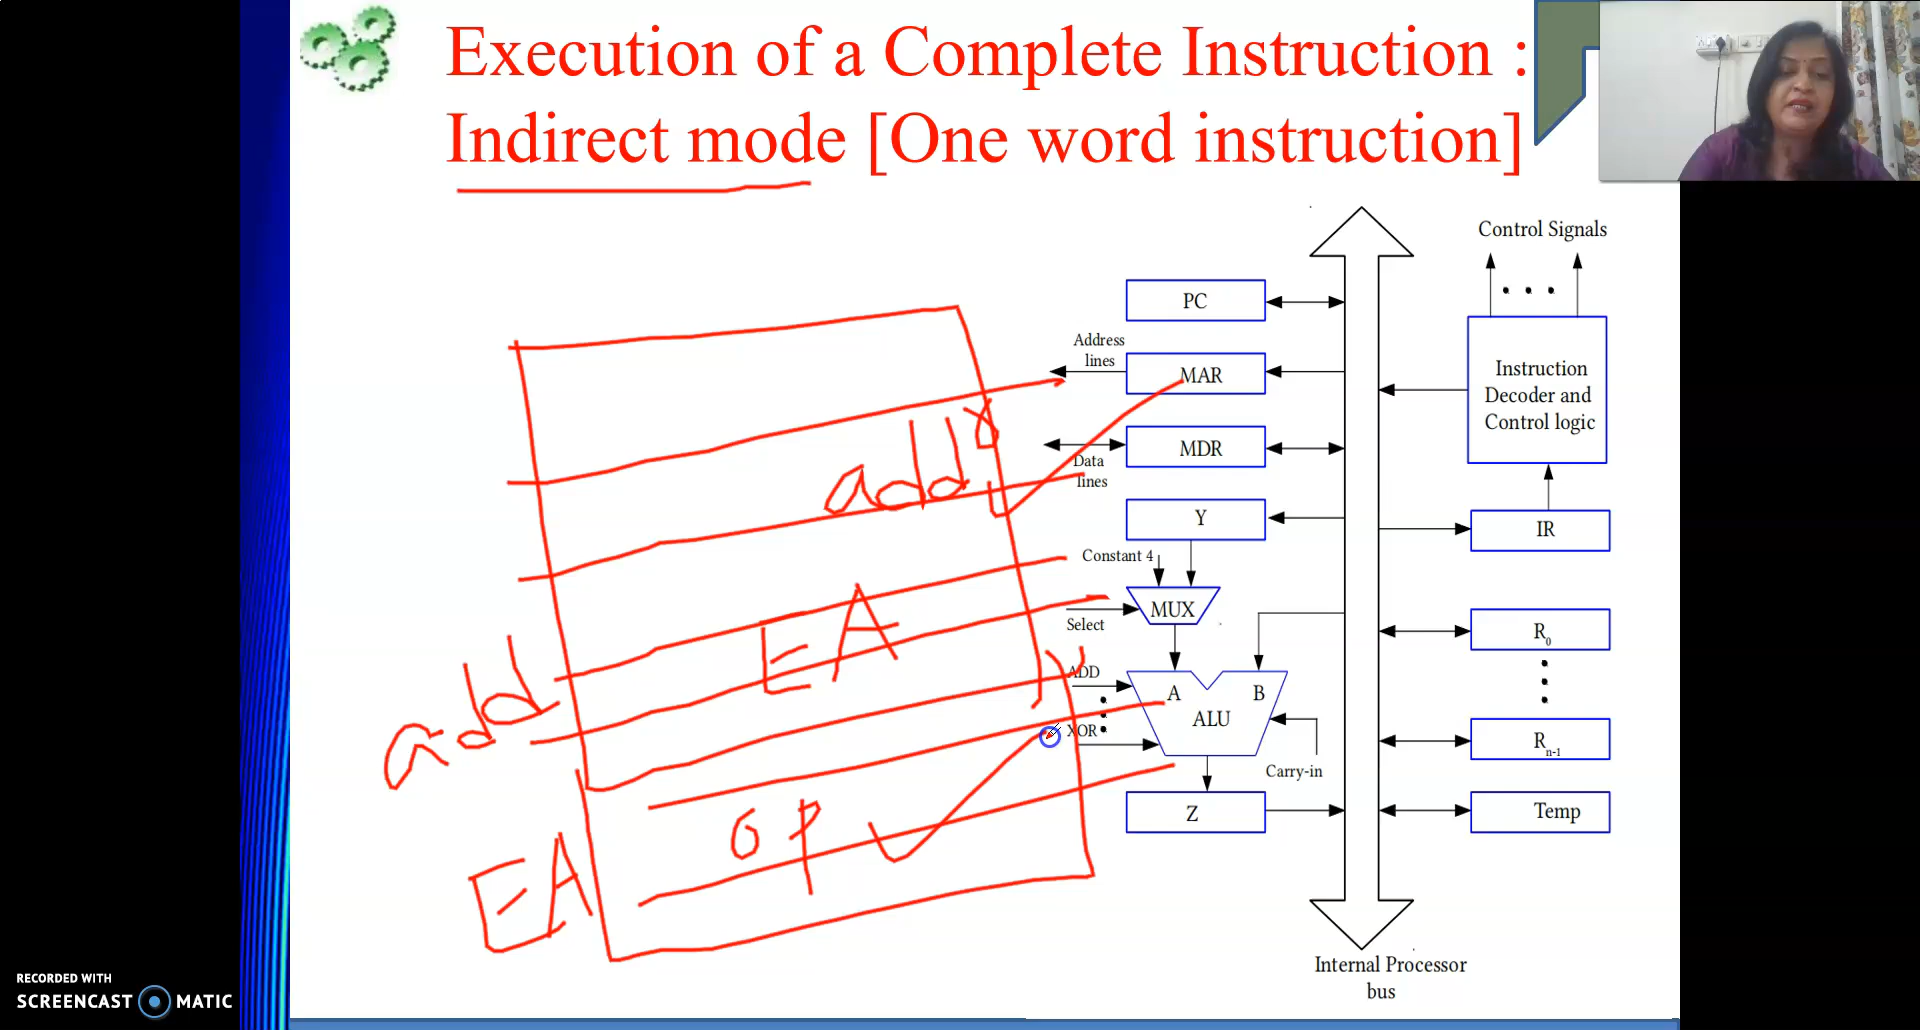 Execution of a Complete Instruction :
Indirect mode [One word instruction]
Control Signals
PC
Address
lines
MAR
Instruction
Decoder and
Control logic
add
MDR
Data
lines
Y
IR
Constant 4
MUX
Select
EA
R0
add
ADD
A
B
ALU
XOR
Rn-1
Carry-in
op
Z
Temp
EA
Internal Processor
bus
RECORDED WITH
SCREENCAST MATIC